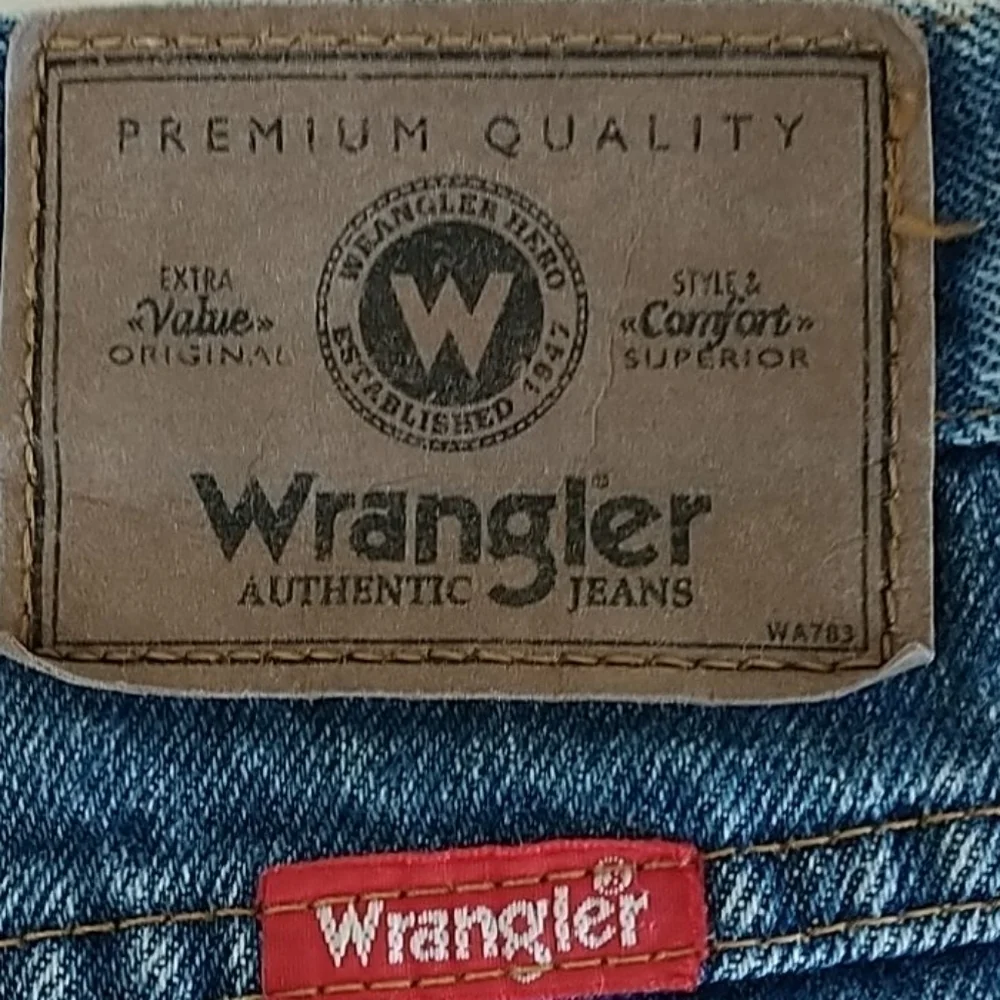 PREMIUM QUALITY
WRANGLER HERO
ESTABLISHED 1947
W
EXTRA
«Value»
ORIGINAL
STYLE &
«Comfort»
SUPERIOR
Wrangler
AUTHENTIC JEANS
WA783
Wrangler®